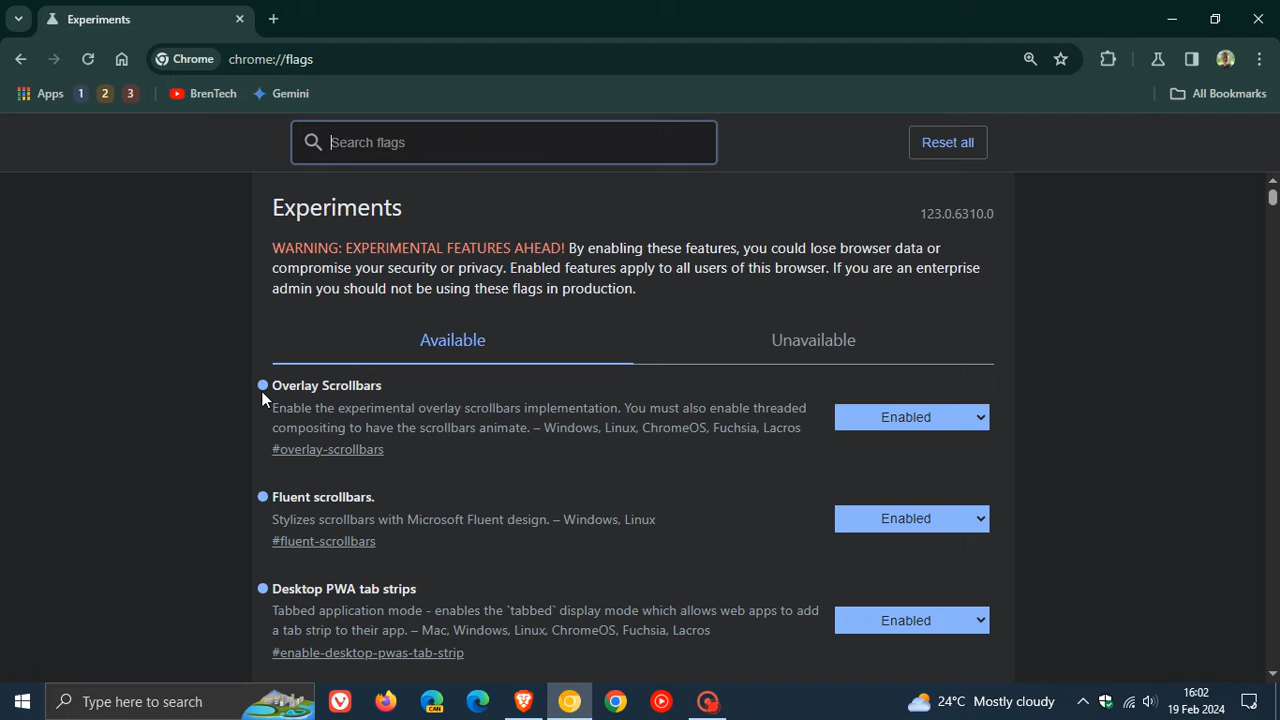 Experiments
Chrome
chrome://flags
Apps 1 2 3 BrenTech Gemini All Bookmarks
Search flags
Reset all
Experiments
123.0.6310.0
WARNING: EXPERIMENTAL FEATURES AHEAD! By enabling these features, you could lose browser data or
compromise your security or privacy. Enabled features apply to all users of this browser. If you are an enterprise
admin you should not be using these flags in production.
Available
Unavailable
Overlay Scrollbars
Enable the experimental overlay scrollbars implementation. You must also enable threaded
compositing to have the scrollbars animate. – Windows, Linux, ChromeOS, Fuchsia, Lacros
#overlay-scrollbars
Enabled
Fluent scrollbars.
Stylizes scrollbars with Microsoft Fluent design. – Windows, Linux
#fluent-scrollbars
Enabled
Desktop PWA tab strips
Tabbed application mode - enables the `tabbed` display mode which allows web apps to add
a tab strip to their app. – Mac, Windows, Linux, ChromeOS, Fuchsia, Lacros
#enable-desktop-pwas-tab-strip
Enabled
Type here to search
CAN
24°C Mostly cloudy
16:02
19 Feb 2024